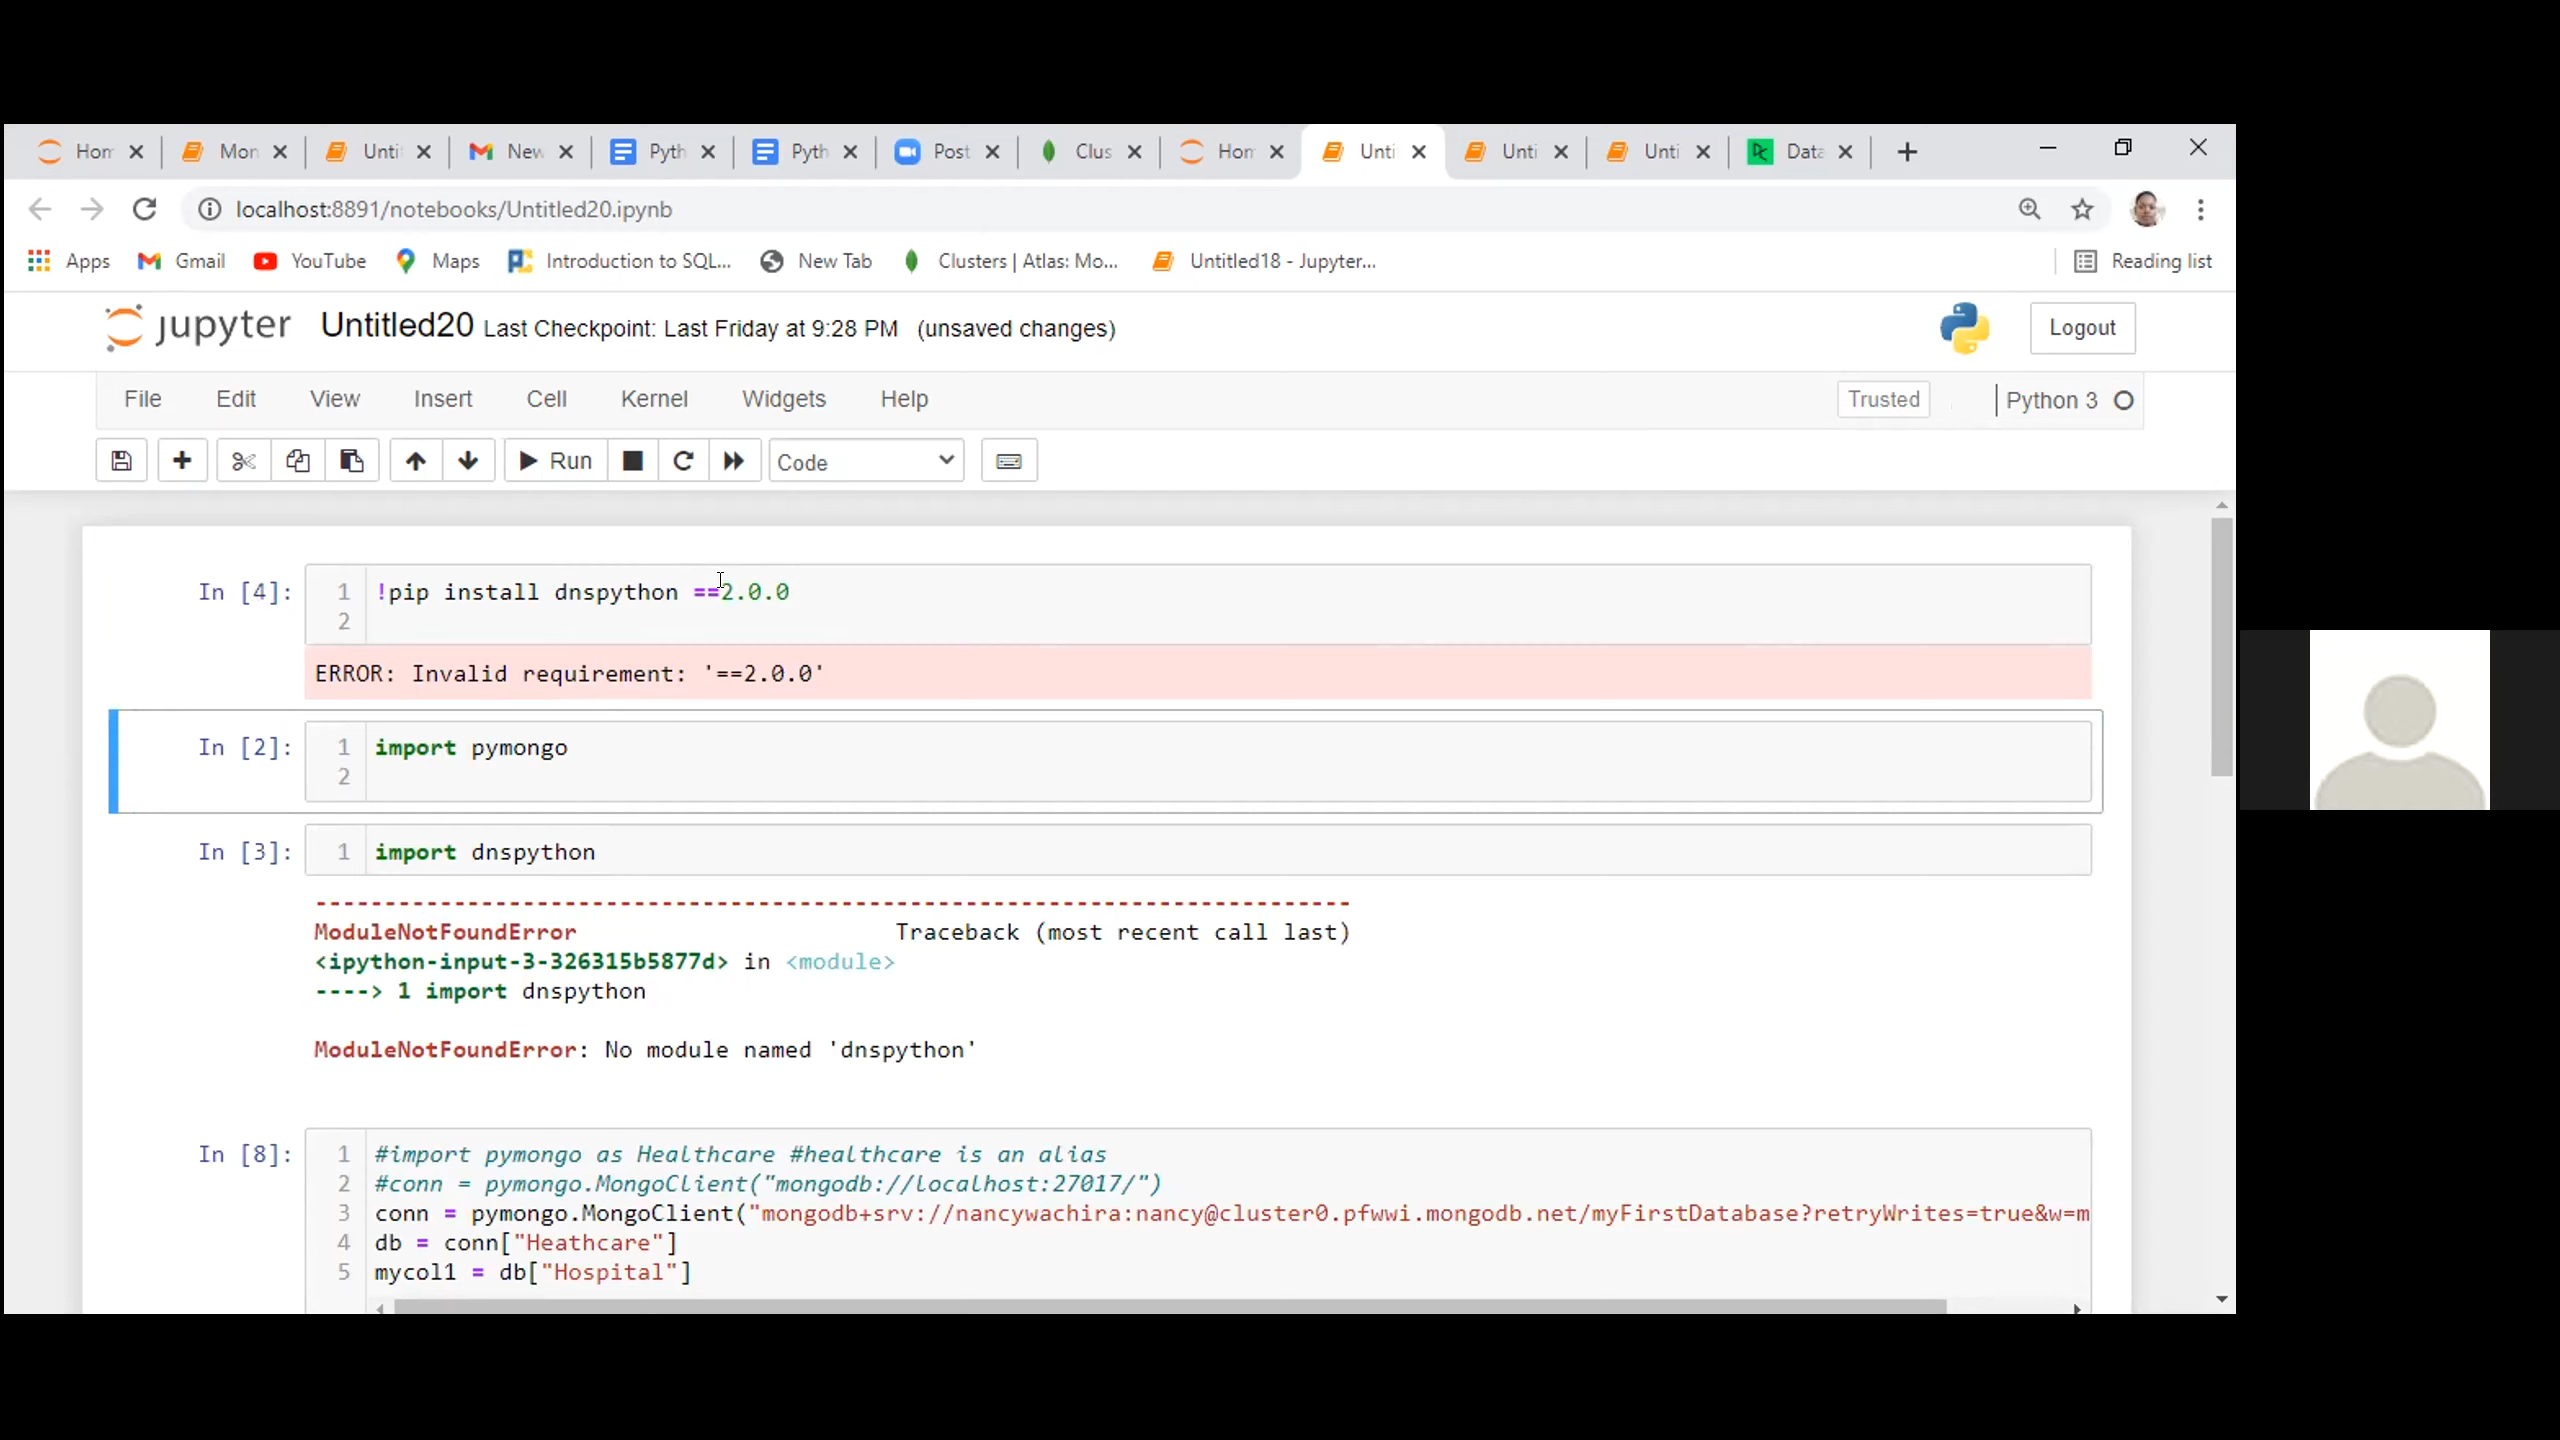 Hom
Mon
Unti
New
Pyth
Pyth
Post
Clus
Hom
Unti
Unti
Unti
Data
localhost:8891/notebooks/Untitled20.ipynb
Apps
Gmail
YouTube
Maps
Introduction to SQL...
New Tab
Clusters | Atlas: Mo...
Untitled18 - Jupyter...
Reading list
jupyter Untitled20 Last Checkpoint: Last Friday at 9:28 PM (unsaved changes)
Logout
File Edit View Insert Cell Kernel Widgets Help
Trusted
Python 3
Run
Code
In [4]:
1 !pip install dnspython ==2.0.0
2
ERROR: Invalid requirement: '==2.0.0'
In [2]:
1 import pymongo
2
In [3]:
1 import dnspython
---------------------------------------------------------------------------
ModuleNotFoundError Traceback (most recent call last)
<ipython-input-3-326315b5877d> in <module>
----> 1 import dnspython
ModuleNotFoundError: No module named 'dnspython'
In [8]:
1 #import pymongo as Healthcare #healthcare is an alias
2 #conn = pymongo.MongoClient("mongodb://localhost:27017/")
3 conn = pymongo.MongoClient("mongodb+srv://nancywachira:nancy@cluster0.pfwwi.mongodb.net/myFirstDatabase?retryWrites=true&w=m
4 db = conn["Heathcare"]
5 mycol1 = db["Hospital"]